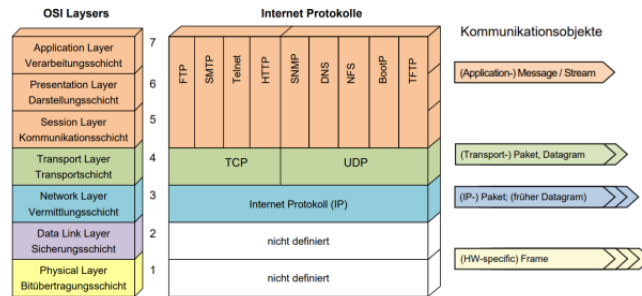 OSI Laysers
Internet Protokolle
Kommunikationsobjekte
Application Layer
Verarbeitungsschicht
7
Presentation Layer
Darstellungsschicht
6
Session Layer
Kommunikationsschicht
5
FTP
SMTP
Telnet
HTTP
SNMP
DNS
NFS
BootP
TFTP
(Application-) Message / Stream
Transport Layer
Transportschicht
4
TCP
UDP
(Transport-) Paket, Datagram
Network Layer
Vermittlungsschicht
3
Internet Protokoll (IP)
(IP-) Paket; (früher Datagram)
Data Link Layer
Sicherungsschicht
2
nicht definiert
(HW-specific) Frame
Physical Layer
Bitübertragungsschicht
1
nicht definiert